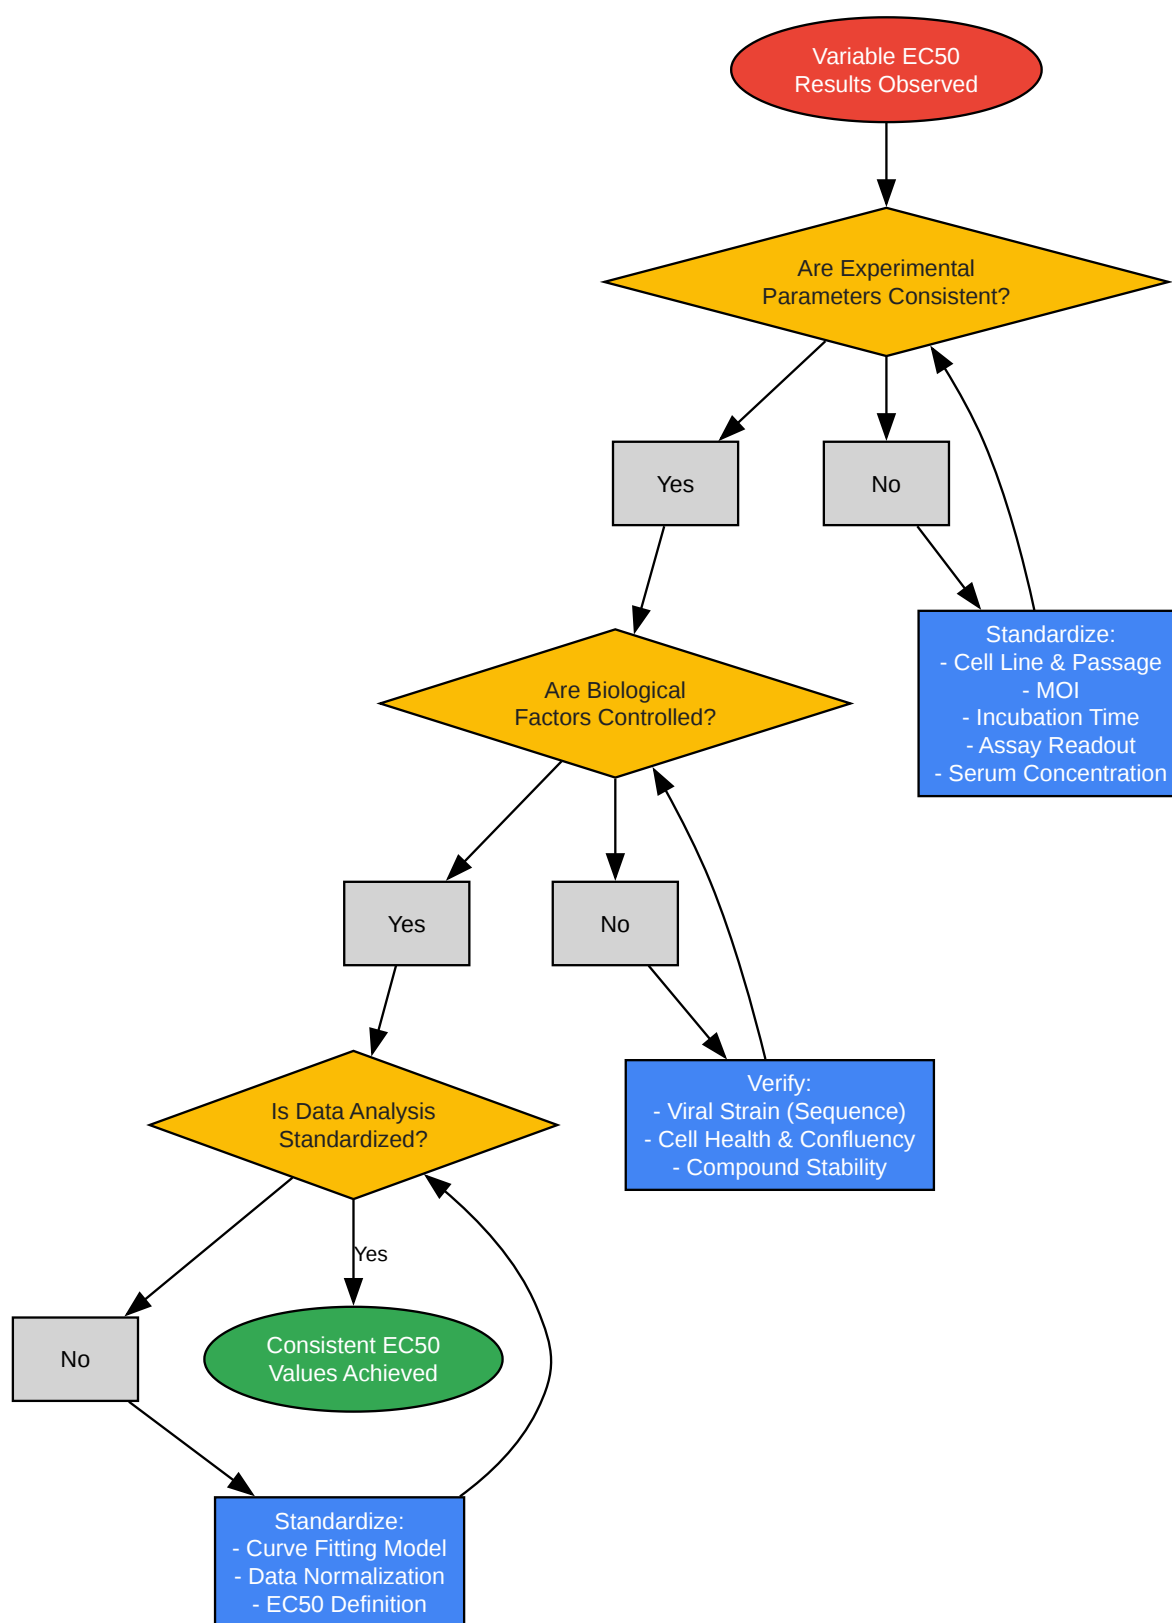 Variable EC50
Results Observed
Are Experimental
Parameters Consistent?
Yes
No
Standardize:
- Cell Line & Passage
- MOI
- Incubation Time
- Assay Readout
- Serum Concentration
Are Biological
Factors Controlled?
Yes
No
Verify:
- Viral Strain (Sequence)
- Cell Health & Confluency
- Compound Stability
Is Data Analysis
Standardized?
Yes
No
Consistent EC50
Values Achieved
Standardize:
- Curve Fitting Model
- Data Normalization
- EC50 Definition